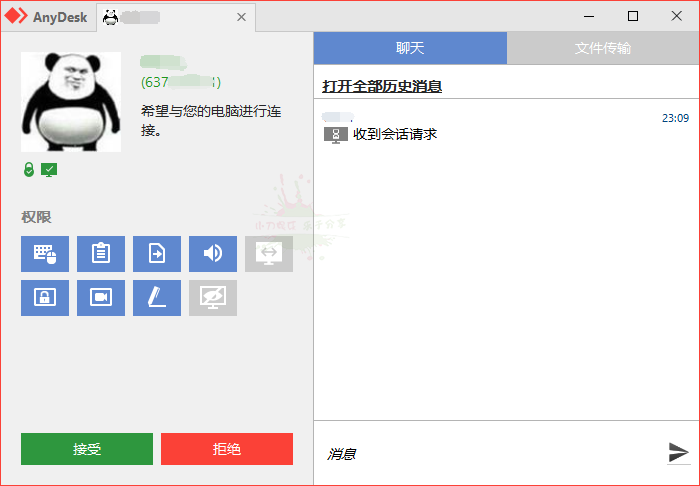 AnyDesk
(637
希望与您的电脑进行连
接。
权限
接受
拒绝
聊天
文件传输
打开全部历史消息
23:09
收到会话请求
消息